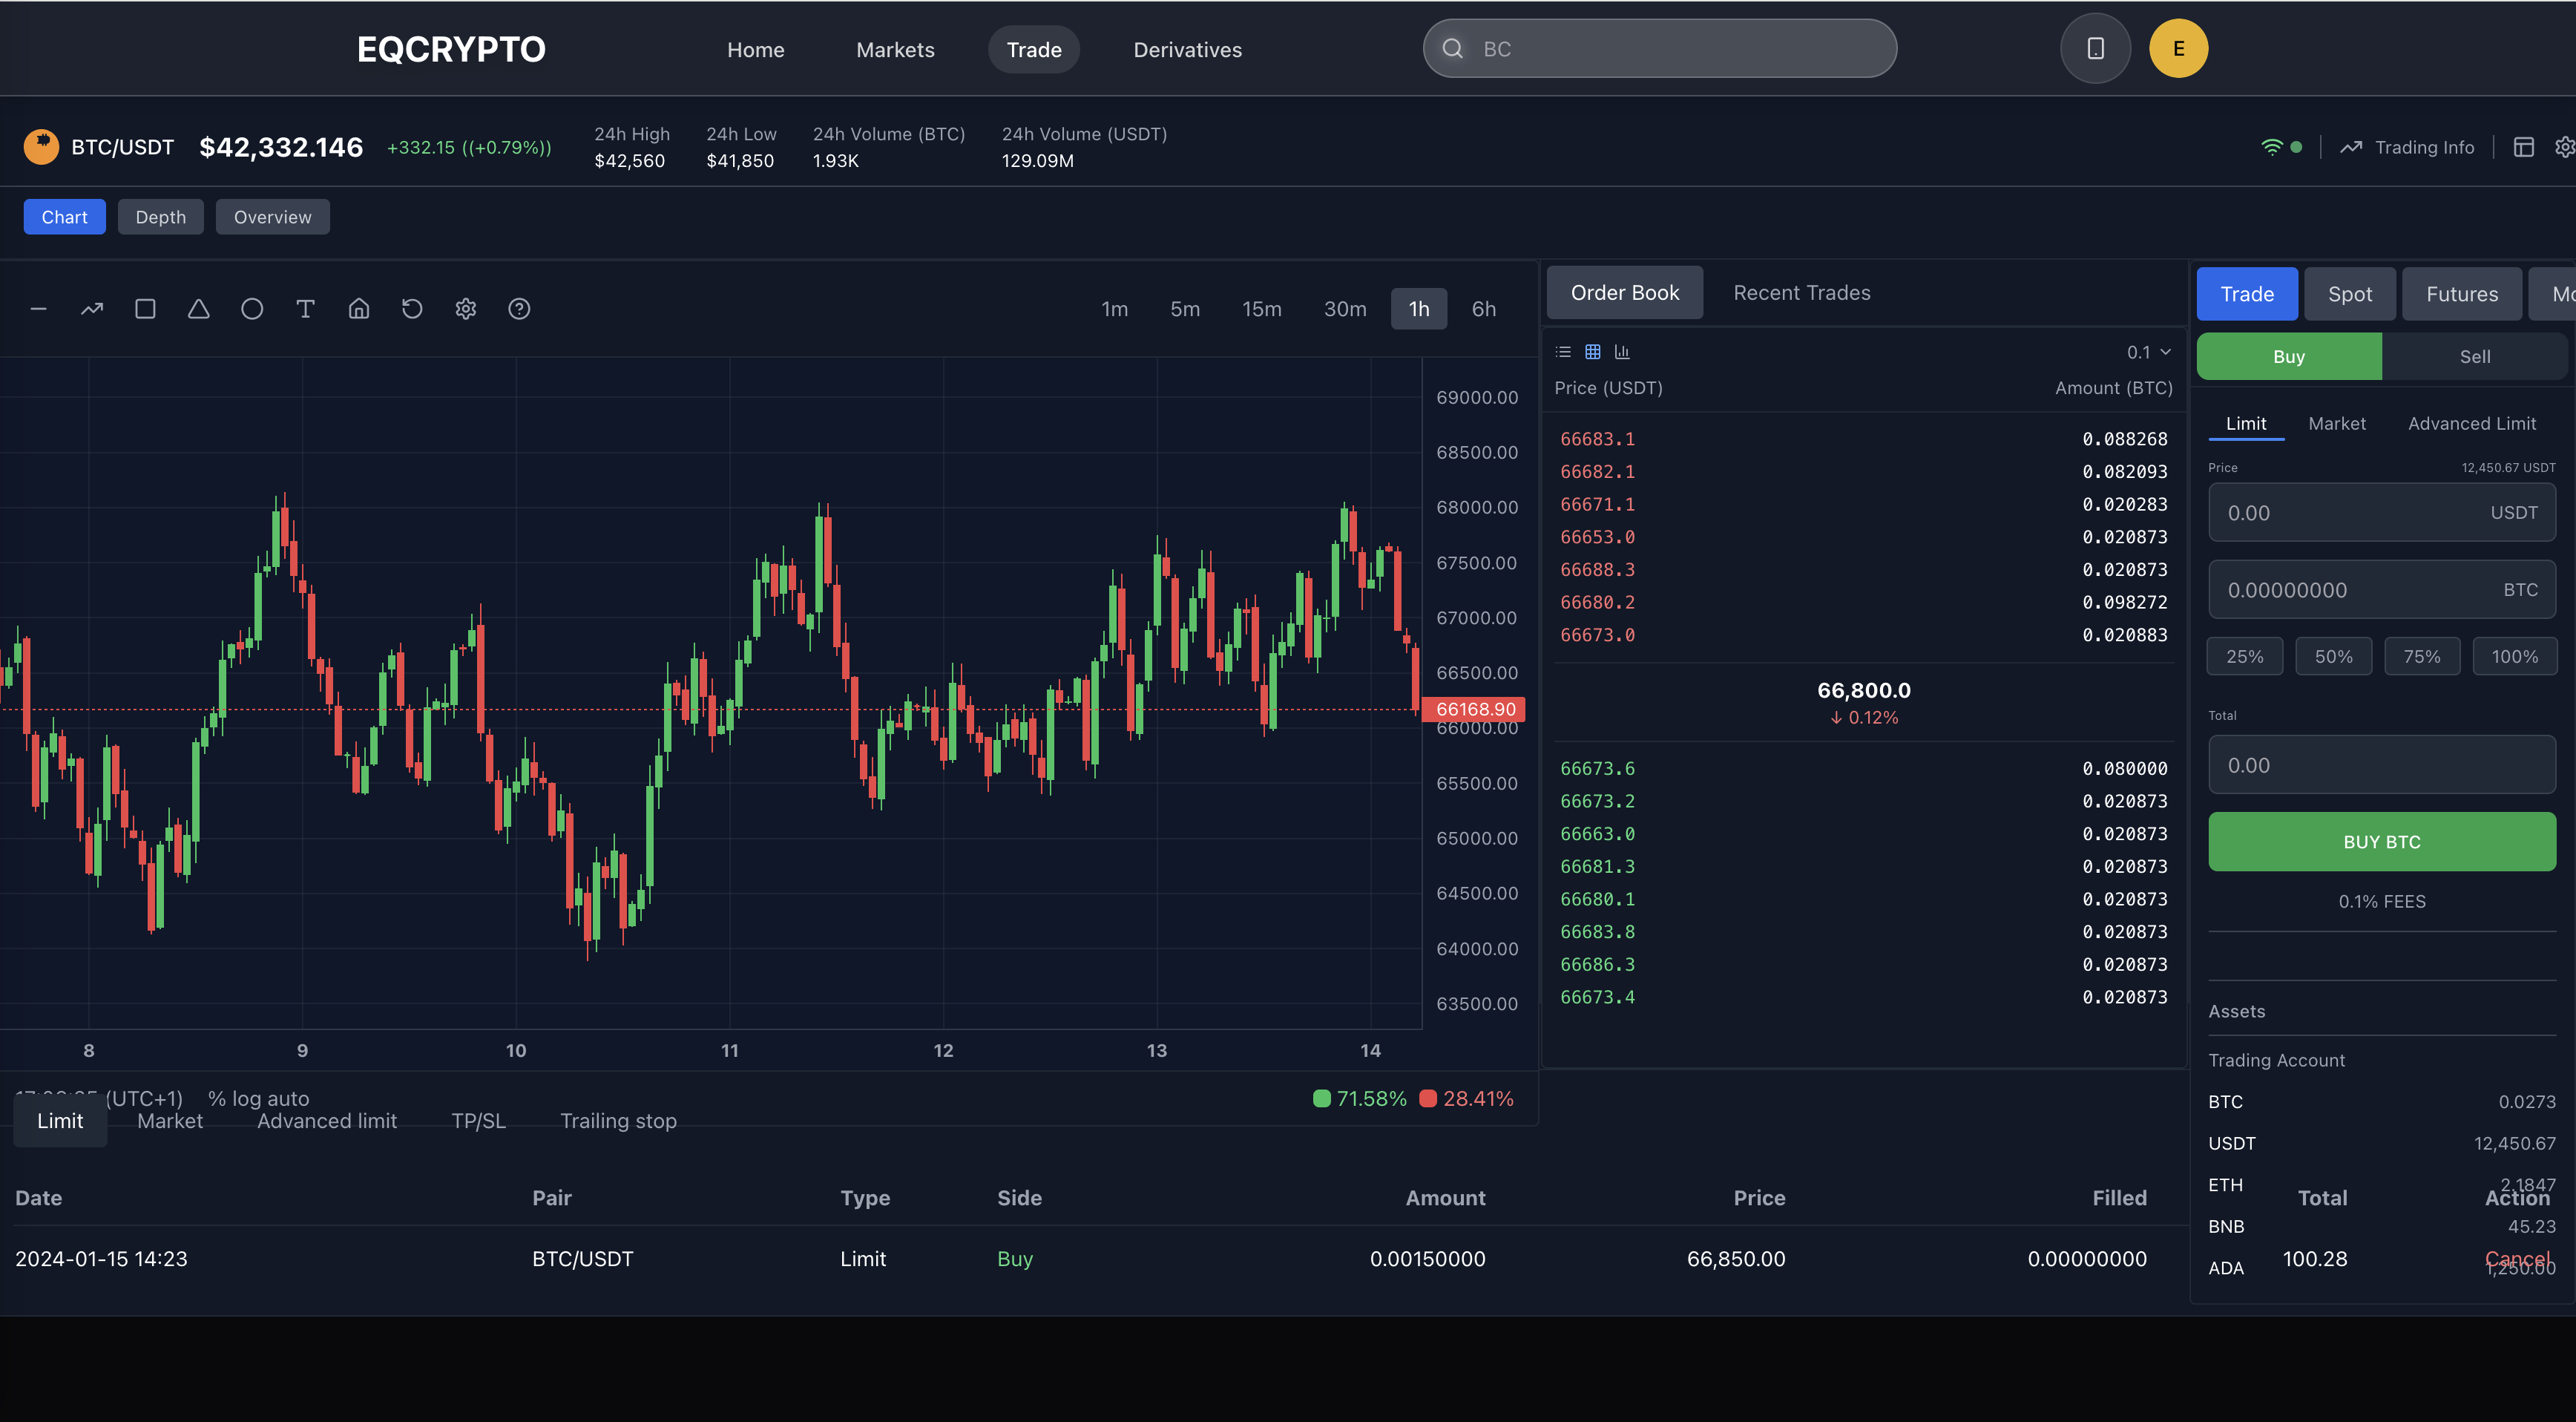 EQCRYPTO Home Markets Trade Derivatives BC E
BTC/USDT $42,332.146 +332.15 ((+0.79%))
24h High 24h Low 24h Volume (BTC) 24h Volume (USDT)
$42,560 $41,850 1.93K 129.09M
Trading Info
Chart Depth Overview
1m 5m 15m 30m 1h 6h
69000.00
68500.00
68000.00
67500.00
67000.00
66500.00
66168.90
66000.00
65500.00
65000.00
64500.00
64000.00
63500.00
8 9 10 11 12 13 14
(UTC+1) % log auto
71.58% 28.41%
Order Book Recent Trades
0.1
Price (USDT) Amount (BTC)
66683.1 0.088268
66682.1 0.082093
66671.1 0.020283
66653.0 0.020873
66688.3 0.020873
66680.2 0.098272
66673.0 0.020883
66,800.0
↓ 0.12%
66673.6 0.080000
66673.2 0.020873
66663.0 0.020873
66681.3 0.020873
66680.1 0.020873
66683.8 0.020873
66686.3 0.020873
66673.4 0.020873
Trade Spot Futures Mo
Buy Sell
Limit Market Advanced Limit
Price 12,450.67 USDT
0.00 USDT
0.00000000 BTC
25% 50% 75% 100%
Total
0.00
BUY BTC
0.1% FEES
Assets
Trading Account
BTC 0.0273
USDT 12,450.67
ETH 2.1847
BNB 45.23
ADA 1,250.00
Limit Market Advanced limit TP/SL Trailing stop
Date Pair Type Side Amount Price Filled Total Action
2024-01-15 14:23 BTC/USDT Limit Buy 0.00150000 66,850.00 0.00000000 100.28 Cancel